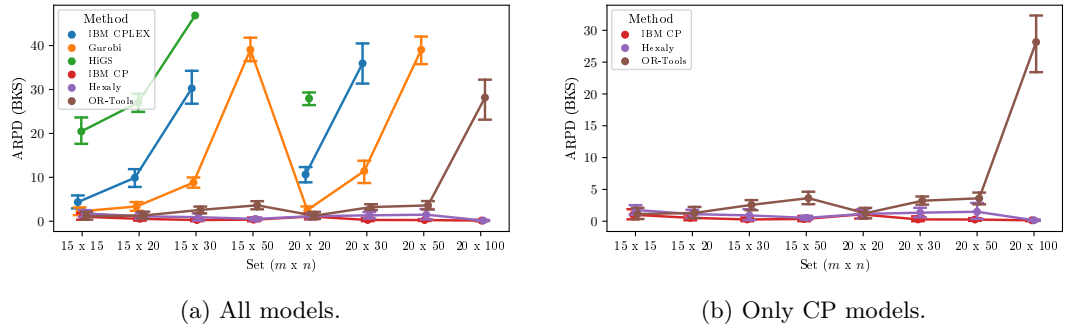 Method
IBM CPLEX
Gurobi
HiGS
IBM CP
Hexaly
OR-Tools
ARPD (BKS)
40
30
20
10
0
15 x 15
15 x 20
15 x 30
15 x 50
20 x 20
20 x 30
20 x 50
20 x 100
Set (m x n)
(a) All models.
Method
IBM CP
Hexaly
OR-Tools
ARPD (BKS)
30
25
20
15
10
5
0
15 x 15
15 x 20
15 x 30
15 x 50
20 x 20
20 x 30
20 x 50
20 x 100
Set (m x n)
(b) Only CP models.